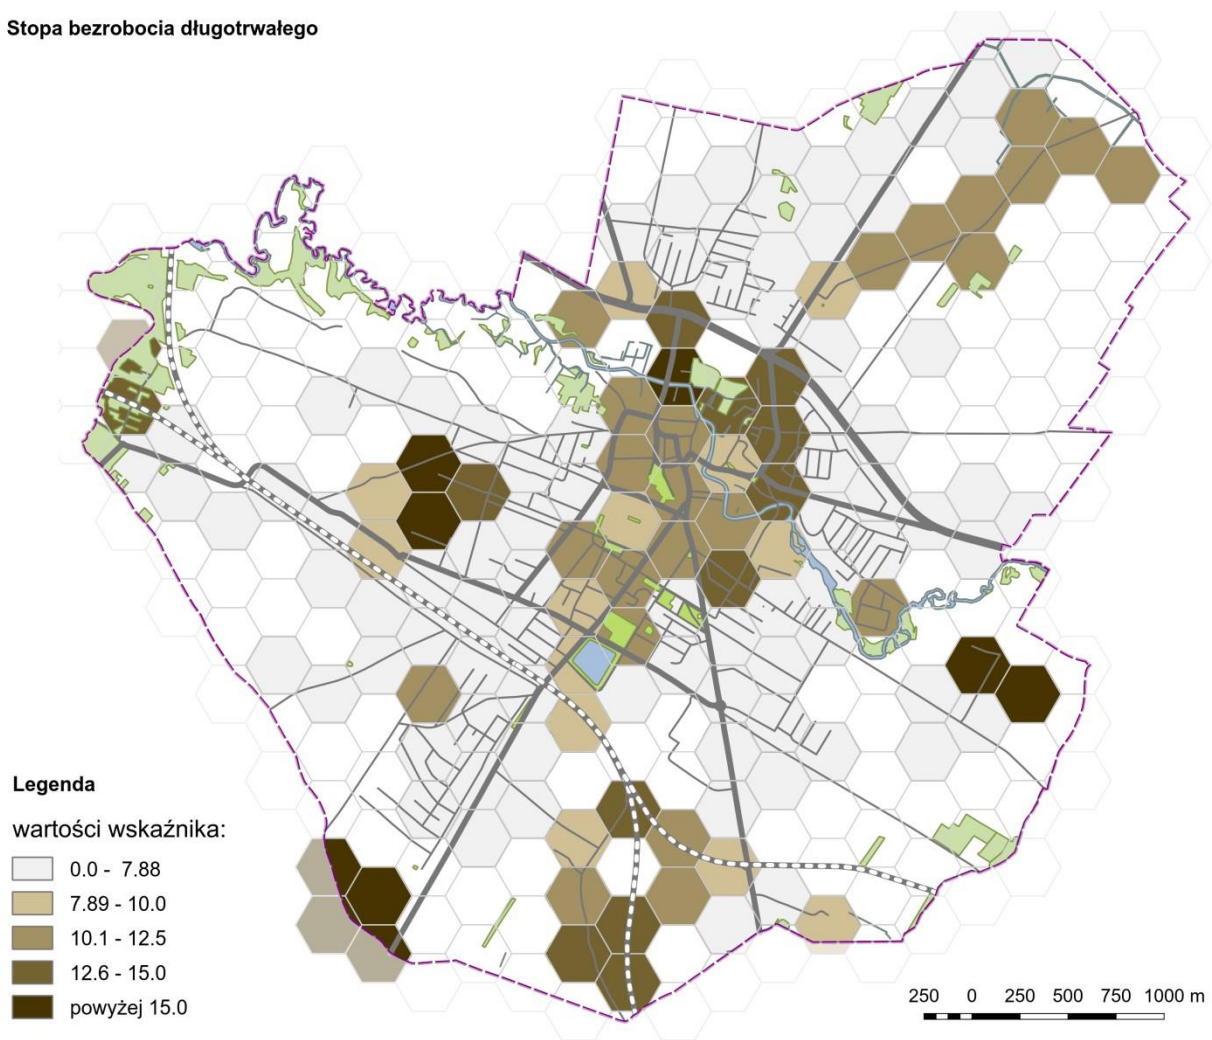 Stopa bezrobocia długotrwałego
Legenda
wartości wskaźnika:
0.0 - 7.88
7.89 - 10.0
10.1 - 12.5
12.6 - 15.0
powyżej 15.0
250 0 250 500 750 1000 m